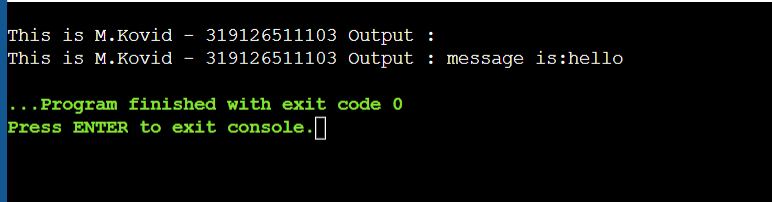 This is M.Kovid - 319126511103 Output :
This is M.Kovid - 319126511103 Output : message is:hello
...Program finished with exit code 0
Press ENTER to exit console.